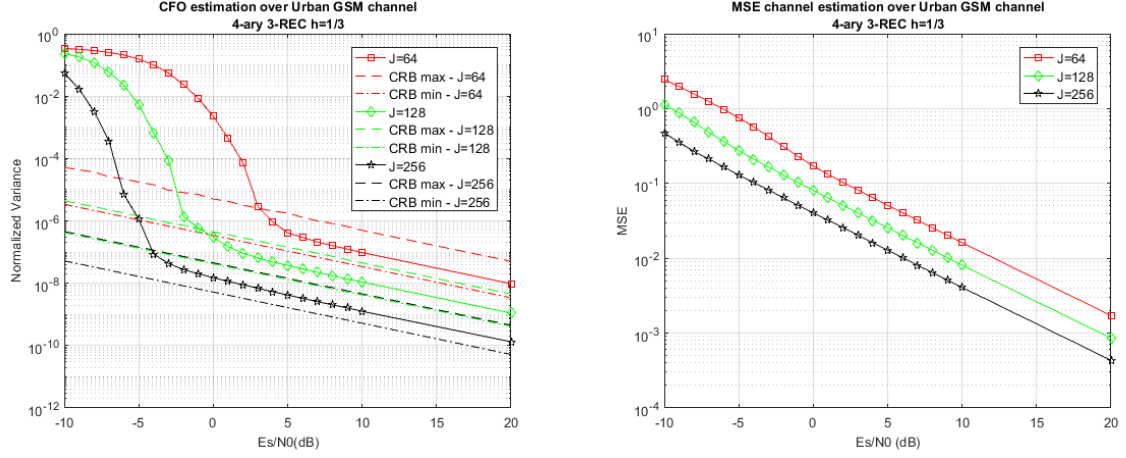 CFO estimation over Urban GSM channel
4-ary 3-REC h=1/3
Normalized Variance
10^0
10^-2
10^-4
10^-6
10^-8
10^-10
10^-12
-10
-5
0
5
10
15
20
Es/N0(dB)
J=64
CRB max - J=64
CRB min - J=64
J=128
CRB max - J=128
CRB min - J=128
J=256
CRB max - J=256
CRB min - J=256
MSE channel estimation over Urban GSM channel
4-ary 3-REC h=1/3
MSE
10^1
10^0
10^-1
10^-2
10^-3
10^-4
-10
-5
0
5
10
15
20
Es/N0 (dB)
J=64
J=128
J=256